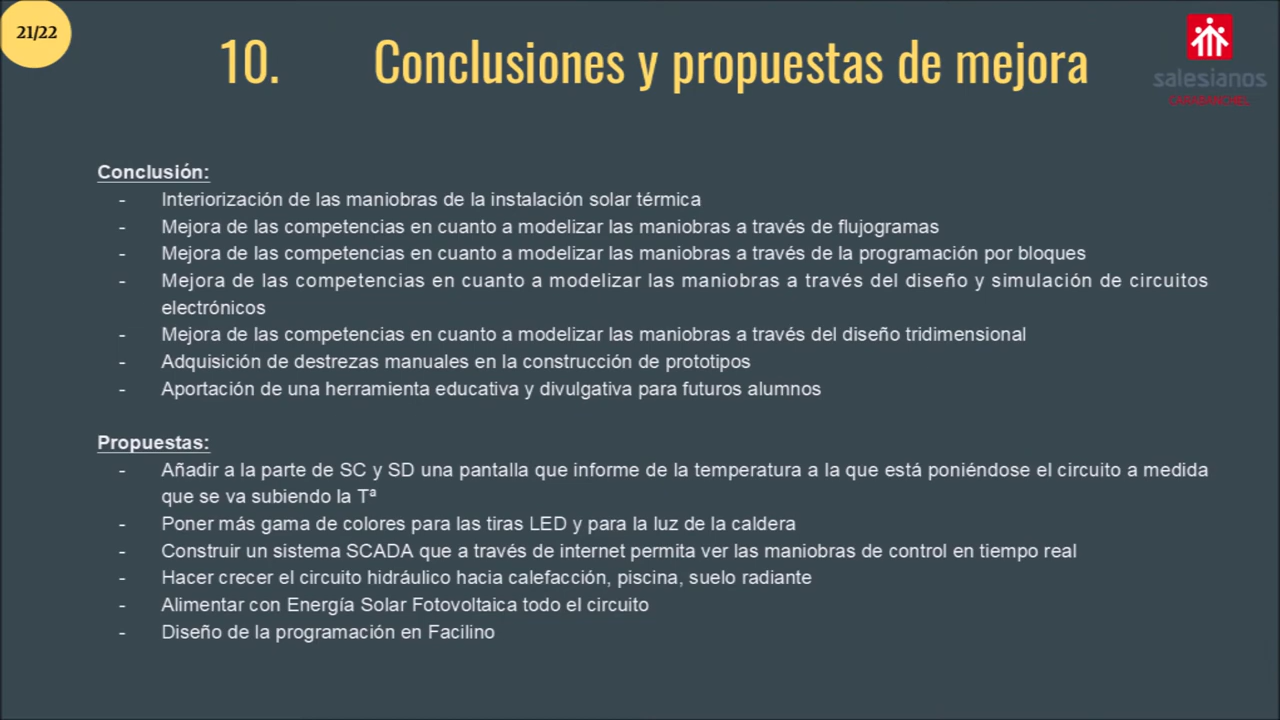 21/22
10. Conclusiones y propuestas de mejora
salesianos
CARABANCHEL
Conclusión:
- Interiorización de las maniobras de la instalación solar térmica
- Mejora de las competencias en cuanto a modelizar las maniobras a través de flujogramas
- Mejora de las competencias en cuanto a modelizar las maniobras a través de la programación por bloques
- Mejora de las competencias en cuanto a modelizar las maniobras a través del diseño y simulación de circuitos
electrónicos
- Mejora de las competencias en cuanto a modelizar las maniobras a través del diseño tridimensional
- Adquisición de destrezas manuales en la construcción de prototipos
- Aportación de una herramienta educativa y divulgativa para futuros alumnos
Propuestas:
- Añadir a la parte de SC y SD una pantalla que informe de la temperatura a la que está poniéndose el circuito a medida
que se va subiendo la Tª
- Poner más gama de colores para las tiras LED y para la luz de la caldera
- Construir un sistema SCADA que a través de internet permita ver las maniobras de control en tiempo real
- Hacer crecer el circuito hidráulico hacia calefacción, piscina, suelo radiante
- Alimentar con Energía Solar Fotovoltaica todo el circuito
- Diseño de la programación en Facilino